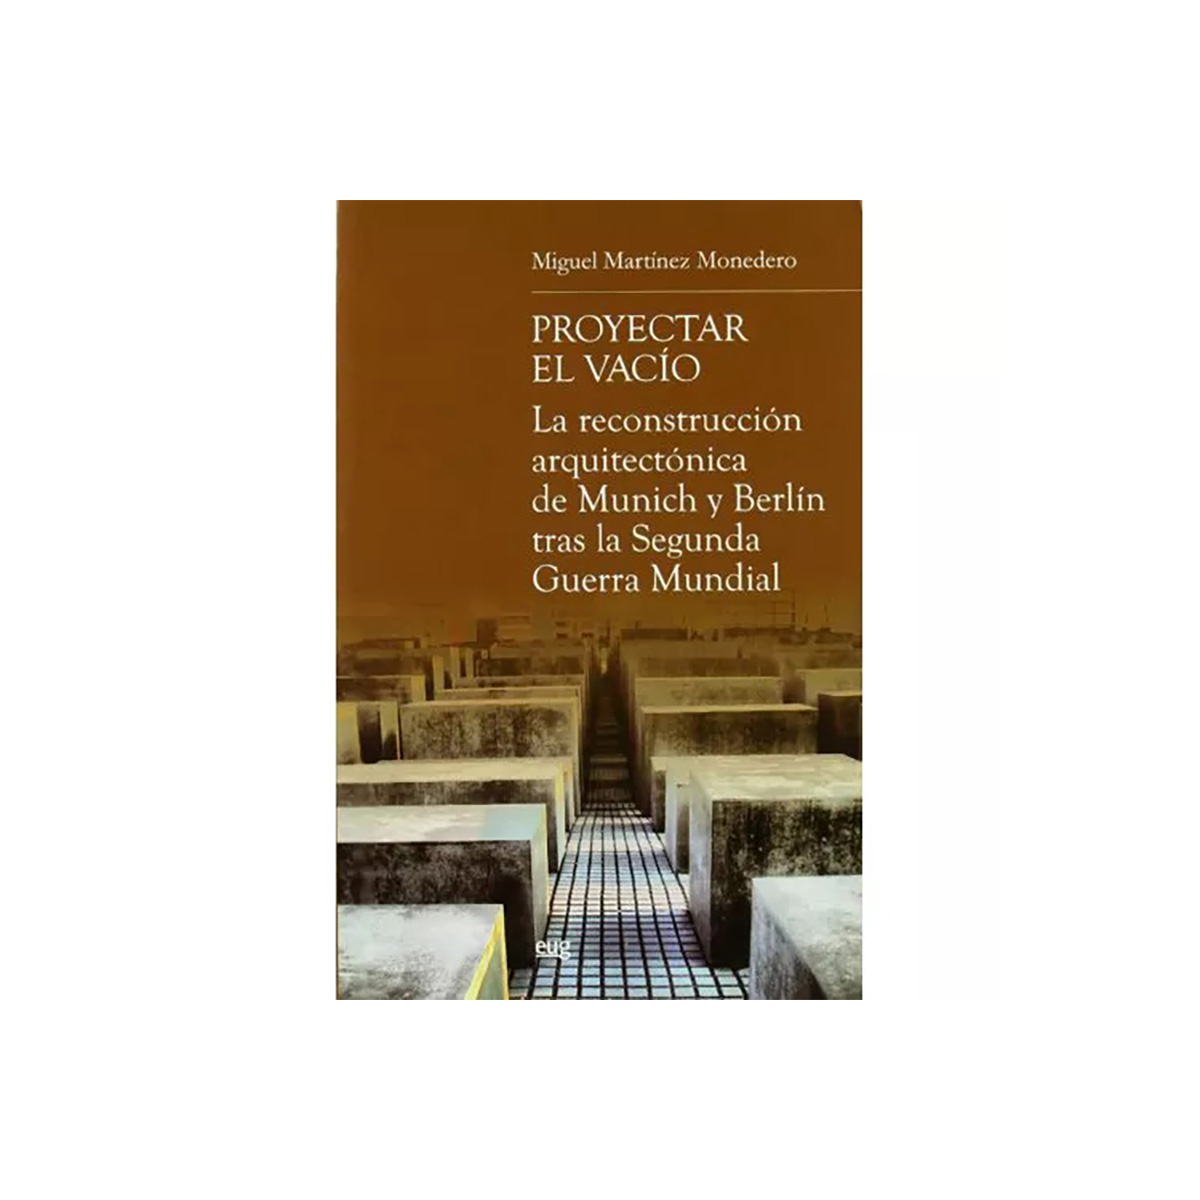 Miguel Martínez Monedero
PROYECTAR
EL VACÍO
La reconstrucción
arquitectónica
de Munich y Berlín
tras la Segunda
Guerra Mundial
eug